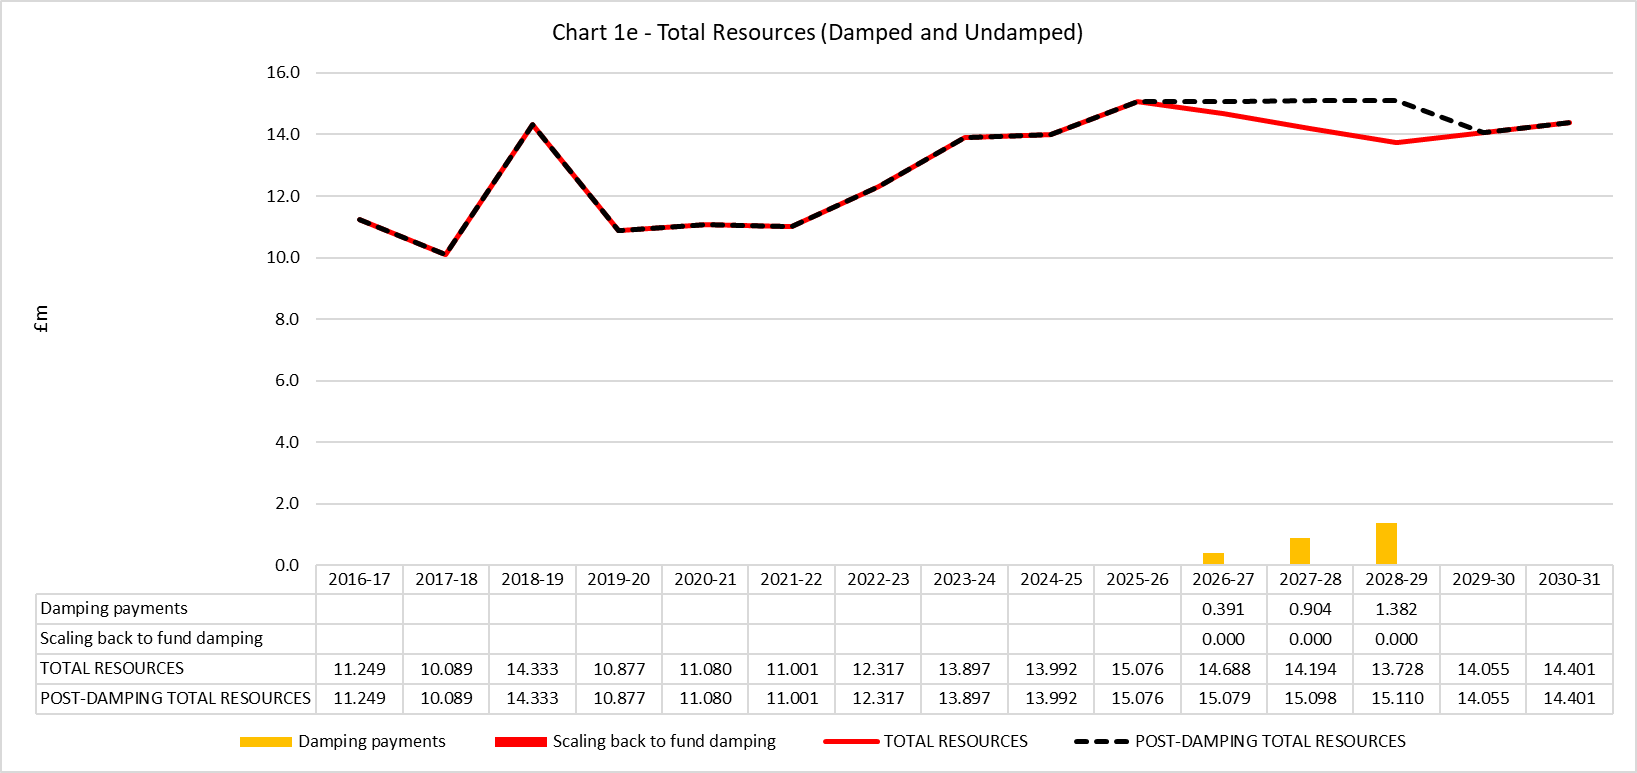 Chart 1e - Total Resources (Damped and Undamped)
16.0
14.0
12.0
10.0
8.0
6.0
4.0
2.0
0.0
£m
2016-17 2017-18 2018-19 2019-20 2020-21 2021-22 2022-23 2023-24 2024-25 2025-26 2026-27 2027-28 2028-29 2029-30 2030-31
Damping payments 0.391 0.904 1.382
Scaling back to fund damping 0.000 0.000 0.000
TOTAL RESOURCES 11.249 10.089 14.333 10.877 11.080 11.001 12.317 13.897 13.992 15.076 14.688 14.194 13.728 14.055 14.401
POST-DAMPING TOTAL RESOURCES 11.249 10.089 14.333 10.877 11.080 11.001 12.317 13.897 13.992 15.076 15.079 15.098 15.110 14.055 14.401
Damping payments Scaling back to fund damping TOTAL RESOURCES POST-DAMPING TOTAL RESOURCES